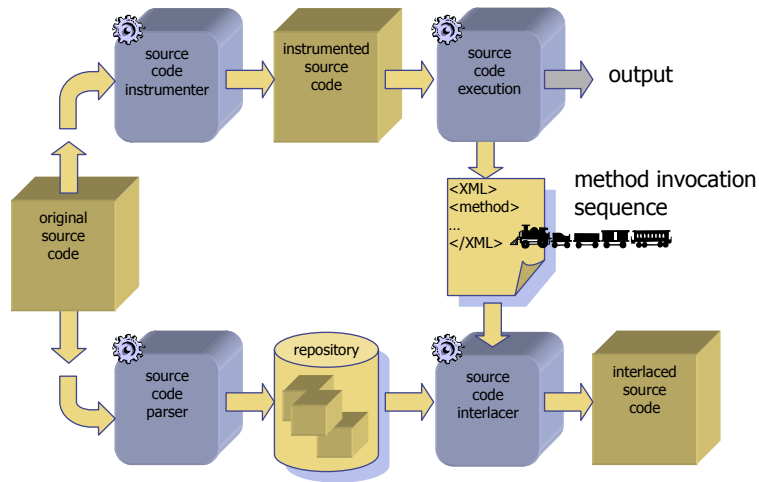 source
code
instrumenter
instrumented
source
code
source
code
execution
output
<XML>
<method>
...
</XML>
method invocation
sequence
original
source
code
source
code
parser
repository
source
code
interlacer
interlaced
source
code